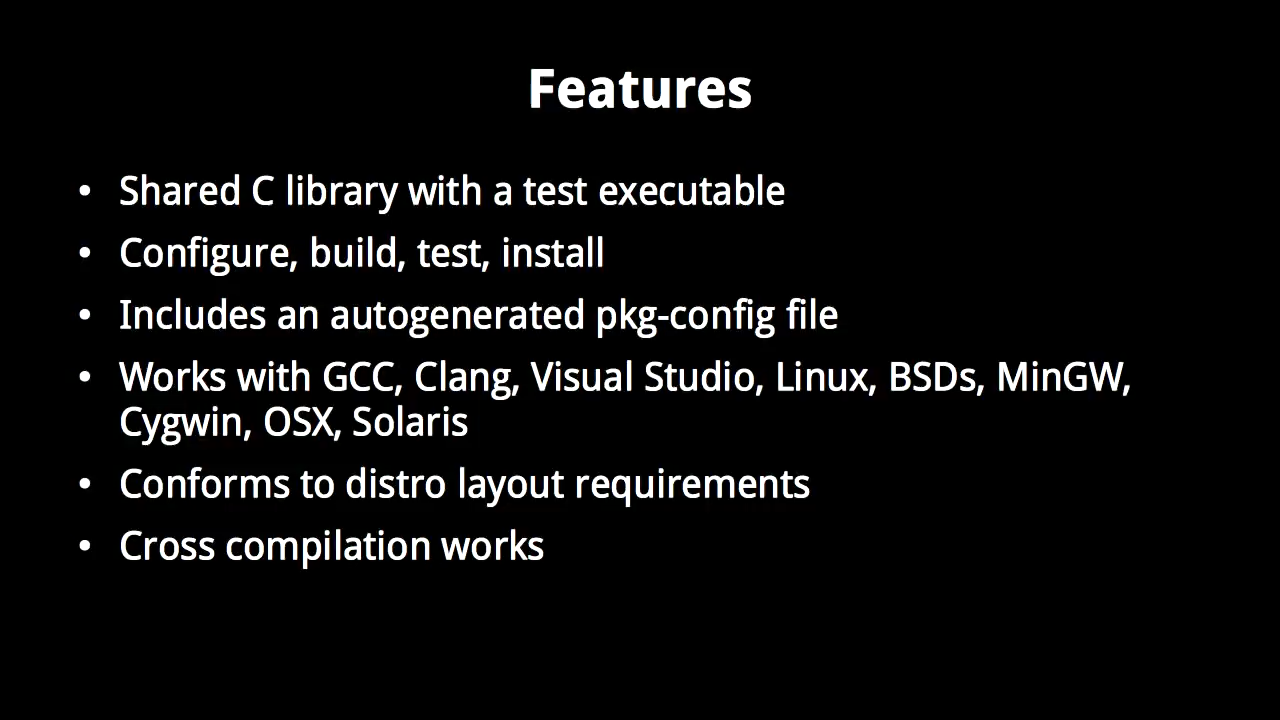 Features
• Shared C library with a test executable
• Configure, build, test, install
• Includes an autogenerated pkg-config file
• Works with GCC, Clang, Visual Studio, Linux, BSDs, MinGW,
Cygwin, OSX, Solaris
• Conforms to distro layout requirements
• Cross compilation works